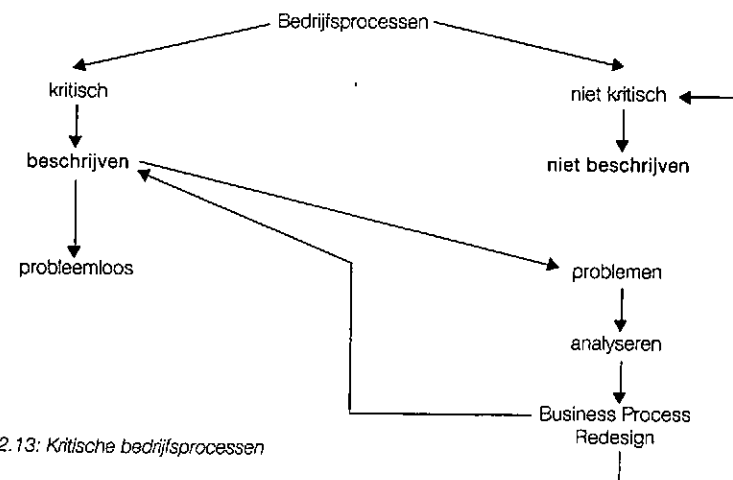 Bedrijfsprocessen
kritisch
niet kritisch
beschrijven
niet beschrijven
probleemloos
problemen
analyseren
Business Process
Redesign
2.13: Kritische bedrijfsprocessen